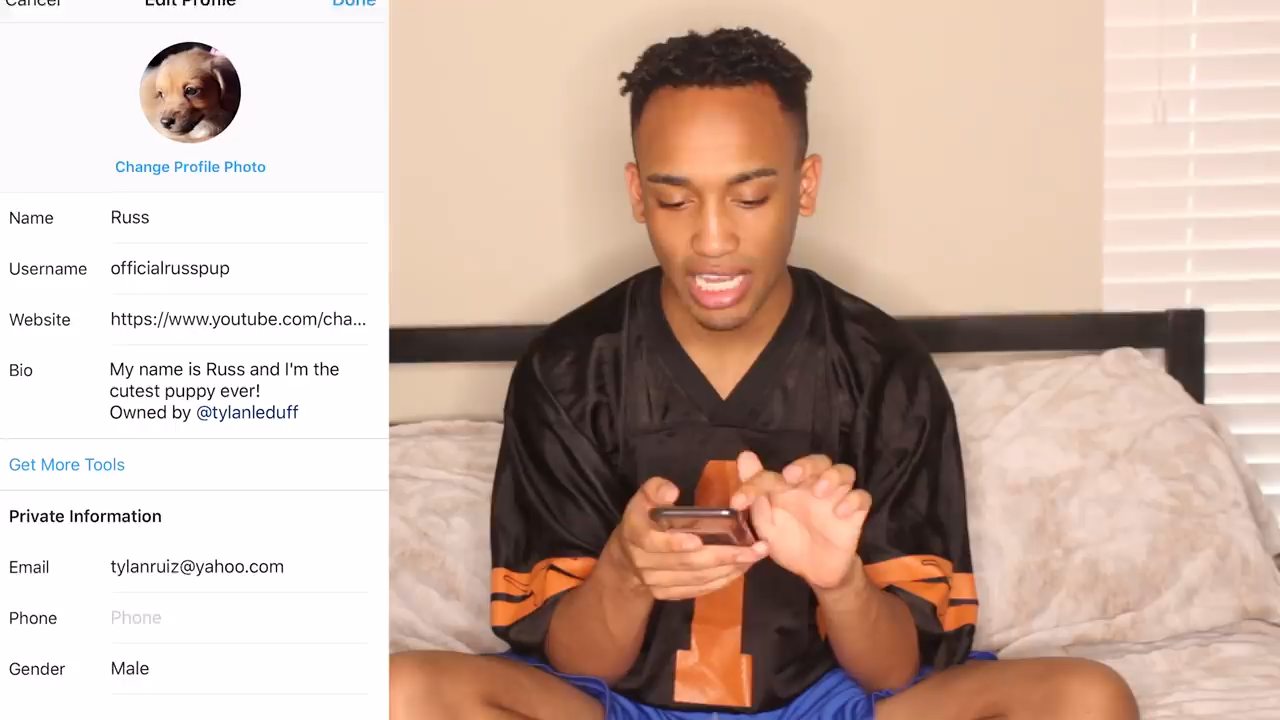 Cancel Edit Profile Done
Change Profile Photo
Name Russ
Username officialrusspup
Website https://www.youtube.com/cha...
Bio My name is Russ and I'm the
cutest puppy ever!
Owned by @tylanleduff
Get More Tools
Private Information
Email tylanruiz@yahoo.com
Phone Phone
Gender Male
1